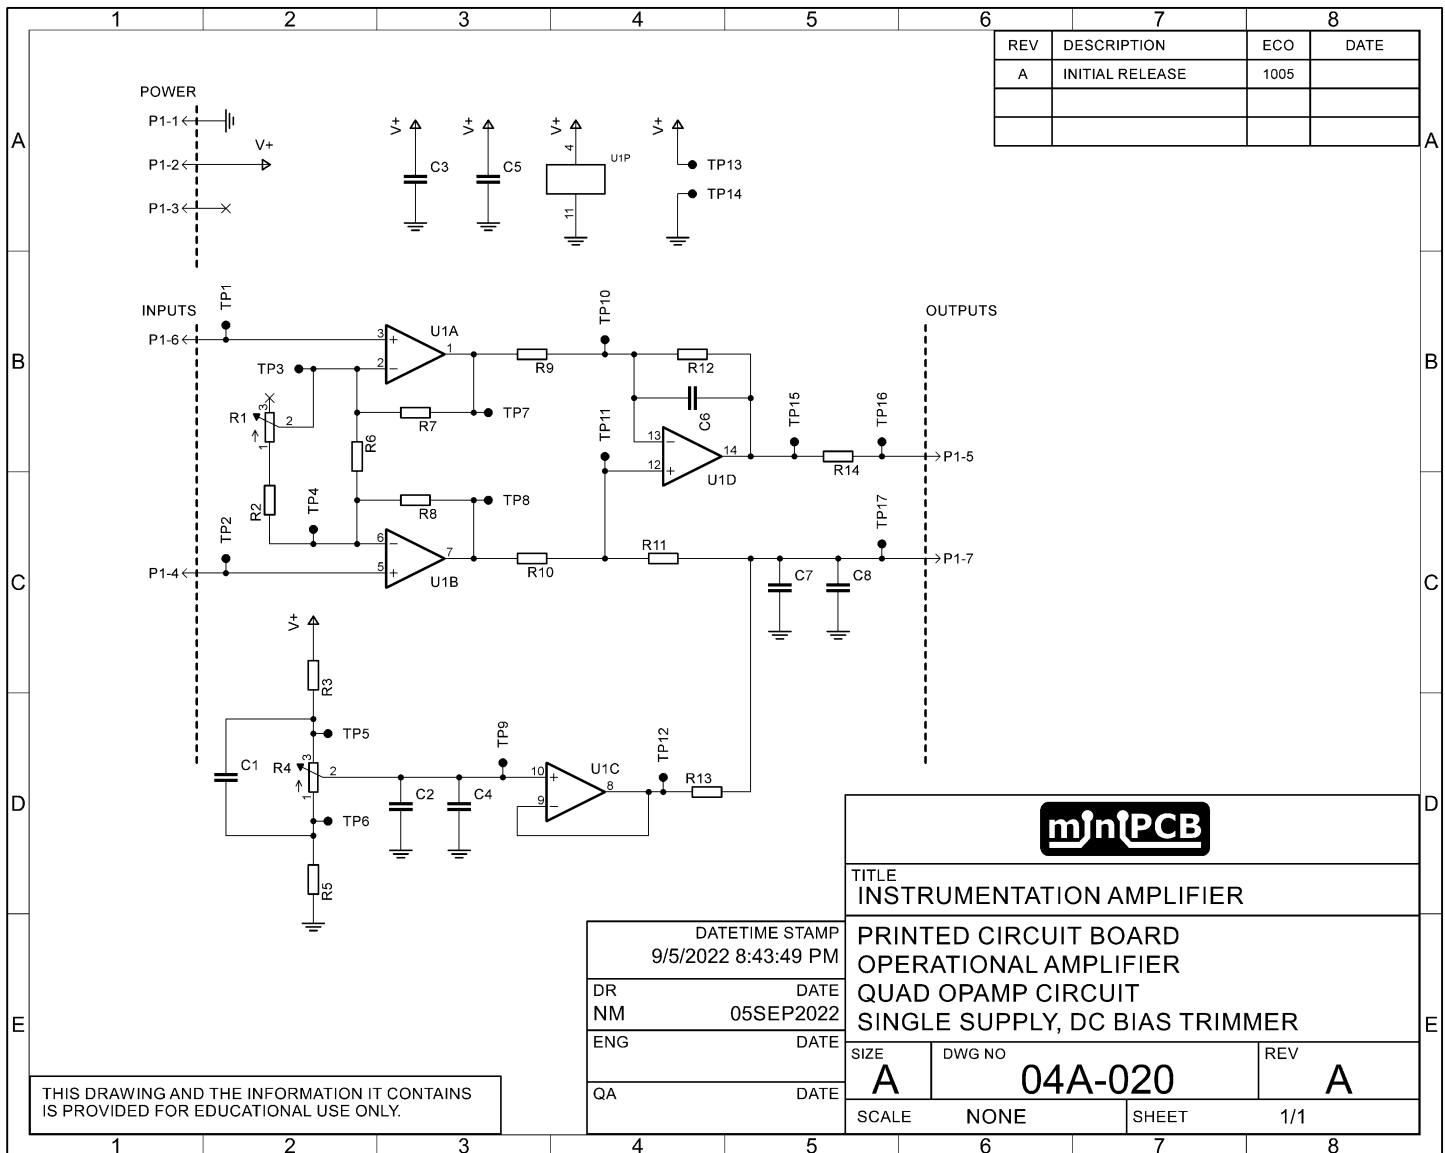 1 2 3 4 5 6 7 8
REV DESCRIPTION ECO DATE
A INITIAL RELEASE 1005
A A
POWER
P1-1
P1-2 V+
P1-3
V+ C3
V+ C5
V+ 4 U1P 11
V+ TP13
TP14
B B
INPUTS
OUTPUTS
TP1
P1-6
3 U1A
2 1
TP3
R1 3 2 1
R6
R7 TP7
R9
TP10
R12
C6
TP11
13
12 14
U1D
TP15
R14
TP16
P1-5
R2
TP4
R8 TP8
TP2
P1-4
6
5 7
U1B
R10
R11
TP17
P1-7
C7 C8
C C
V+
R3
TP5
C1
R4 3 2 1
TP6
R5
C2 C4
TP9
10 U1C
9 8
TP12
R13
D D
miniPCB
TITLE
INSTRUMENTATION AMPLIFIER
PRINTED CIRCUIT BOARD
OPERATIONAL AMPLIFIER
QUAD OPAMP CIRCUIT
SINGLE SUPPLY, DC BIAS TRIMMER
DATETIME STAMP
9/5/2022 8:43:49 PM
DR DATE
NM 05SEP2022
ENG DATE
QA DATE
SIZE DWG NO REV
A 04A-020 A
SCALE NONE SHEET 1/1
E E
THIS DRAWING AND THE INFORMATION IT CONTAINS
IS PROVIDED FOR EDUCATIONAL USE ONLY.
1 2 3 4 5 6 7 8